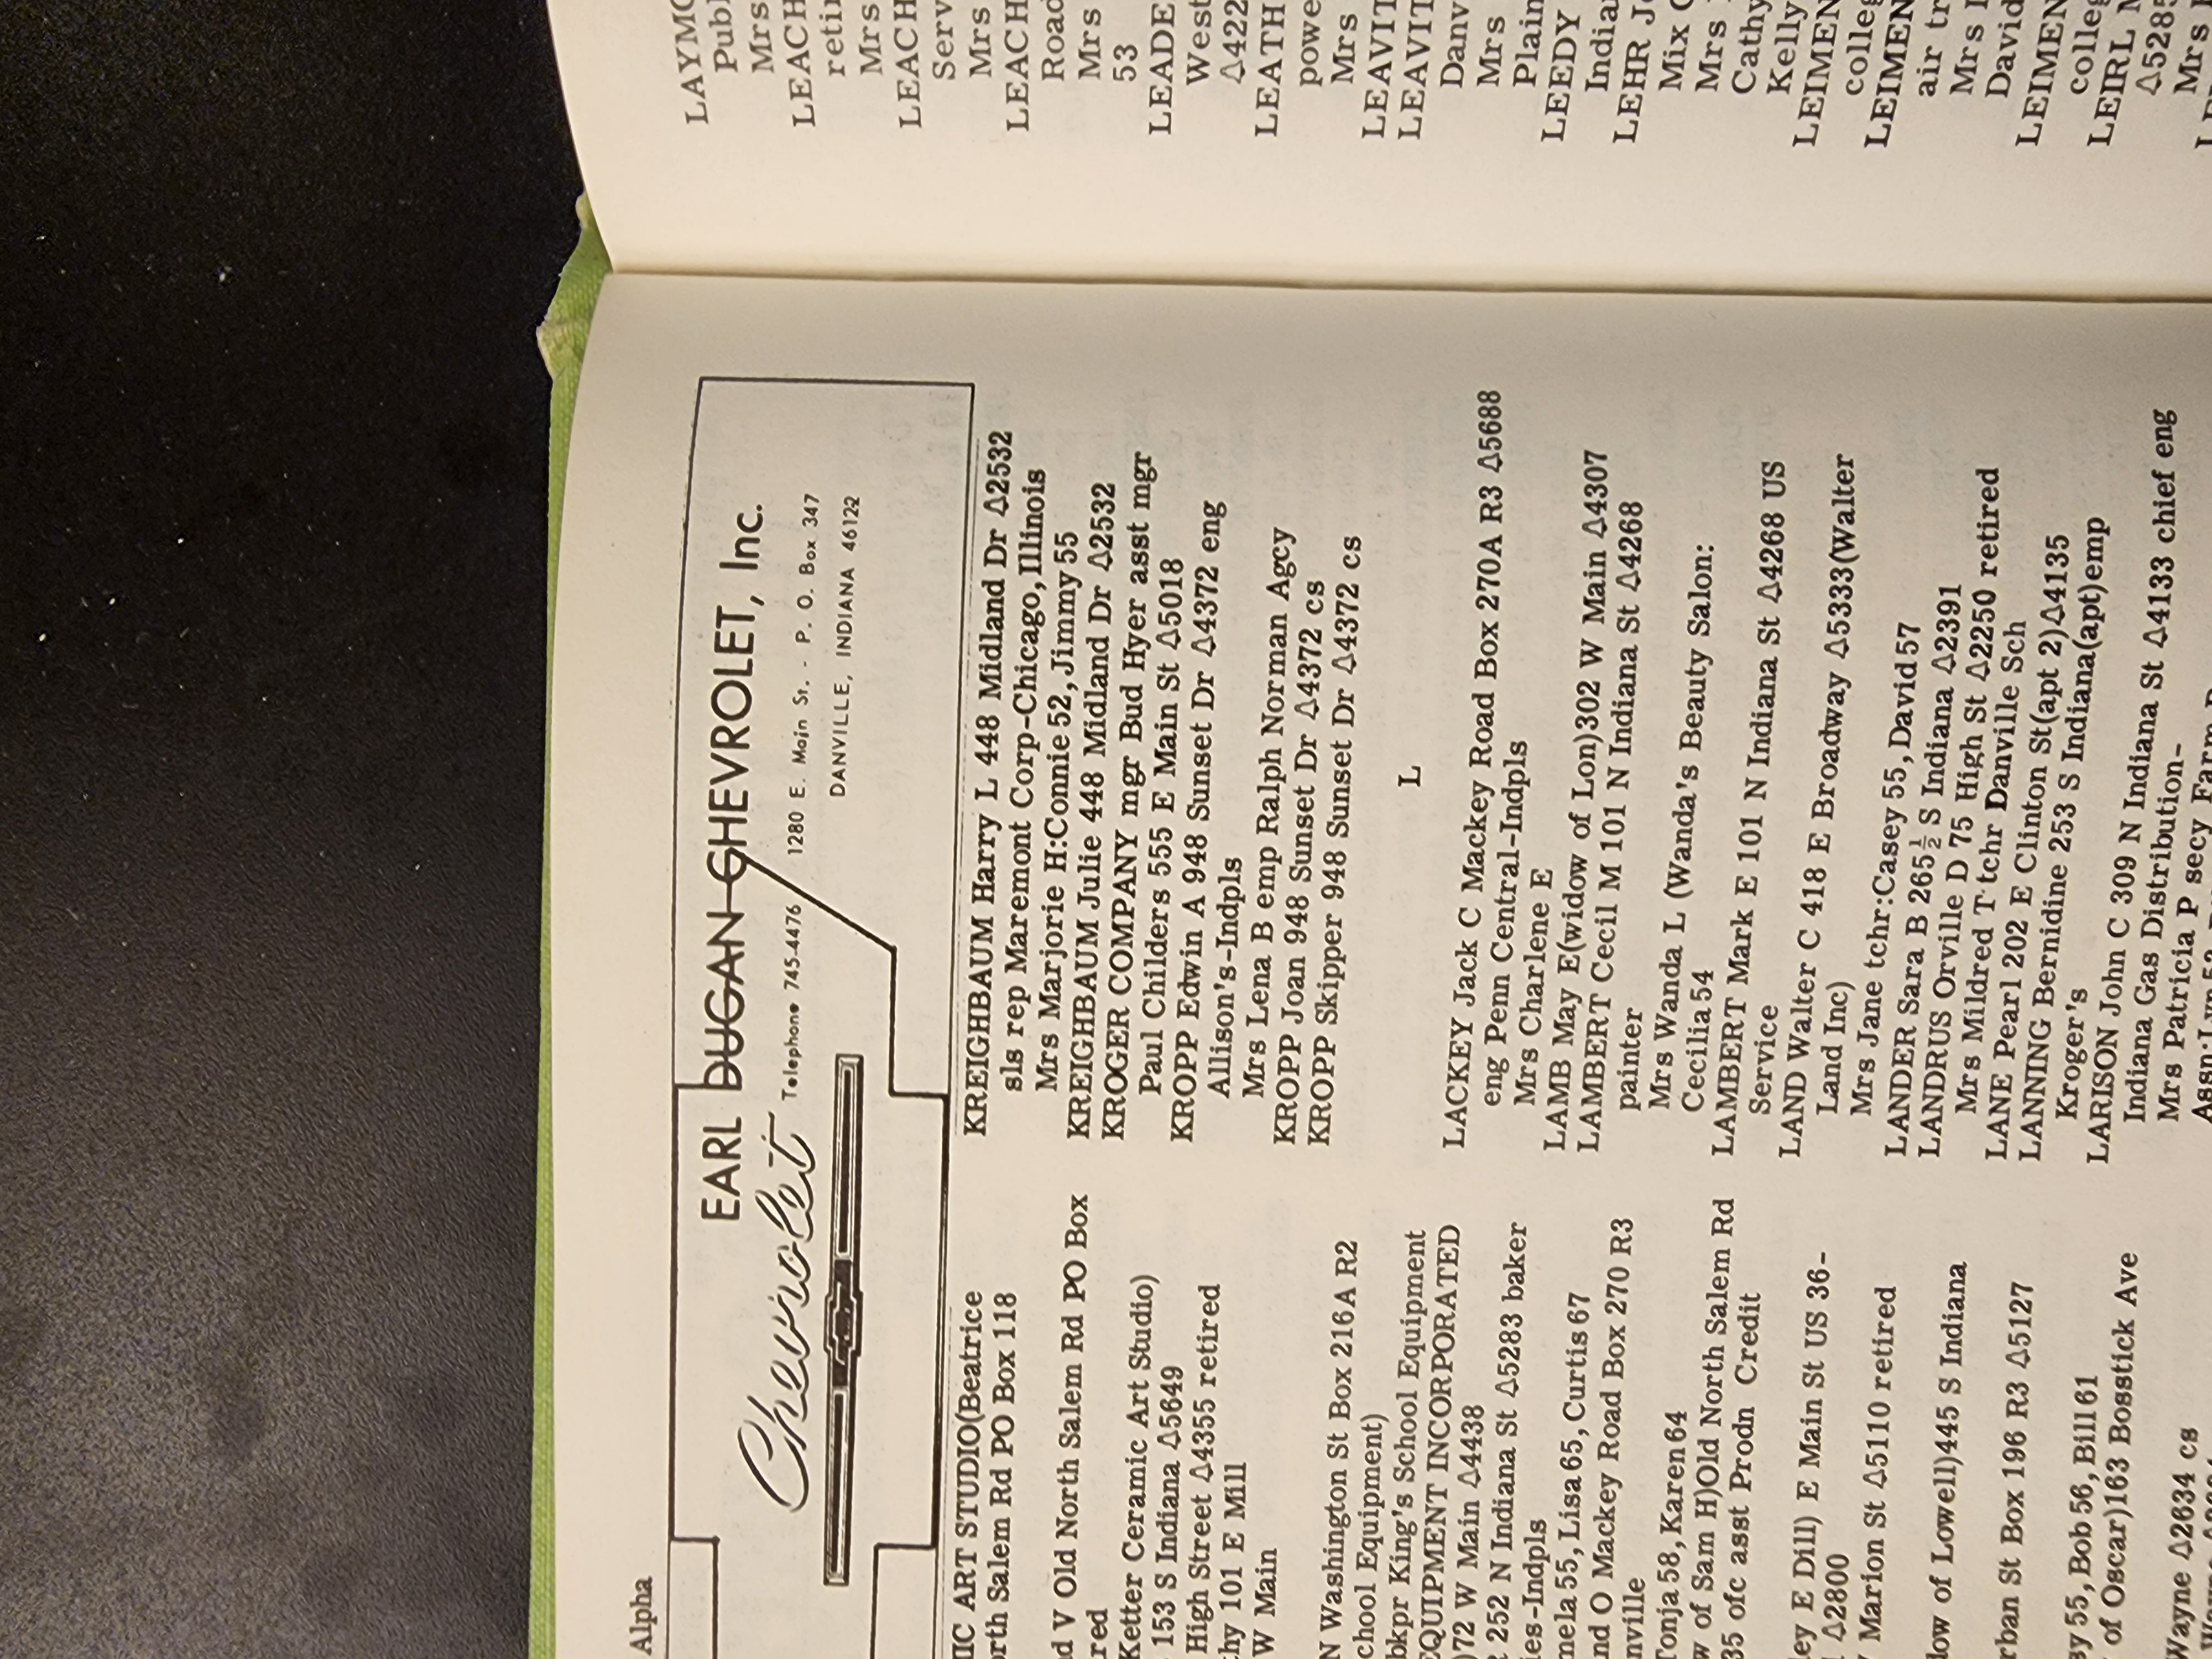 Alpha
EARL DUGAN CHEVROLET, Inc.
Chevrolet
Telephone 745-4476 1280 E. Main St. - P. O. Box 347
DANVILLE, INDIANA 46122
ART STUDIO(Beatrice
Salem Rd PO Box 118
V Old North Salem Rd PO Box
Ketter Ceramic Art Studio)
153 S Indiana Δ5649
High Street Δ4355 retired
101 E Mill
W Main
N Washington St Box 216A R2
Equipment)
bkpr King's School Equipment
EQUIPMENT INCORPORATED
72 W Main Δ4438
252 N Indiana St Δ5283 baker
-Indpls
55, Lisa 65, Curtis 67
O Mackey Road Box 270 R3
Tonja 58, Karen 64
of Sam H)Old North Salem Rd
ofc asst Prodn Credit
E Dill) E Main St US 36-
Δ2800
Marion St Δ5110 retired
of Lowell)445 S Indiana
St Box 196 R3 Δ5127
55, Bob 56, Bill 61
of Oscar)163 Bosstick Ave
Wayne Δ2634 cs
KREIGHBAUM Harry L 448 Midland Dr Δ2532
sls rep Maremont Corp-Chicago, Illinois
Mrs Marjorie H:Connie 52, Jimmy 55
KREIGHBAUM Julie 448 Midland Dr Δ2532
KROGER COMPANY mgr Bud Hyer asst mgr
Paul Childers 555 E Main St Δ5018
KROPP Edwin A 948 Sunset Dr Δ4372 eng
Allison's-Indpls
Mrs Lena B emp Ralph Norman Agcy
KROPP Joan 948 Sunset Dr Δ4372 cs
KROPP Skipper 948 Sunset Dr Δ4372 cs
L
LACKEY Jack C Mackey Road Box 270A R3 Δ5688
eng Penn Central-Indpls
Mrs Charlene E
LAMB May E(widow of Lon)302 W Main Δ4307
LAMBERT Cecil M 101 N Indiana St Δ4268
painter
Mrs Wanda L (Wanda's Beauty Salon:
Cecilia 54
LAMBERT Mark E 101 N Indiana St Δ4268 US
Service
LAND Walter C 418 E Broadway Δ5333(Walter
Land Inc)
Mrs Jane tchr:Casey 55, David 57
LANDER Sara B 265½ S Indiana Δ2391
LANDRUS Orville D 75 High St Δ2250 retired
Mrs Mildred T tchr Danville Sch
LANE Pearl 202 E Clinton St(apt 2)Δ4135
LANNING Bernidine 253 S Indiana(apt)emp
Kroger's
LARISON John C 309 N Indiana St Δ4133 chief eng
Indiana Gas Distribution-
Mrs Patricia P secy Farm
Publ
Mrs
LEACH
Mrs
LEACH
Serv
Mrs
LEACH
Road
Mrs
53
LEADE
West
Δ422
LEATH
powe
Mrs
LEAVIT
LEAVIT
Danv
Mrs
Plain
LEEDY
Indian
LEHR
Mix
Mrs
Cathy
Kelly
LEIMEN
colleg
LEIMEN
air tr
Mrs
David
LEIMEN
colleg
LEIRL
Δ5285
Mrs